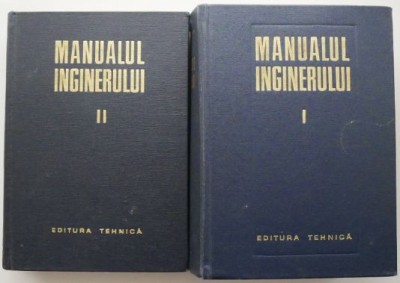 MANUALUL
INGINERULUI
II
EDITURA TEHNICĂ
MANUALUL
INGINERULUI
I
EDITURA TEHNICĂ